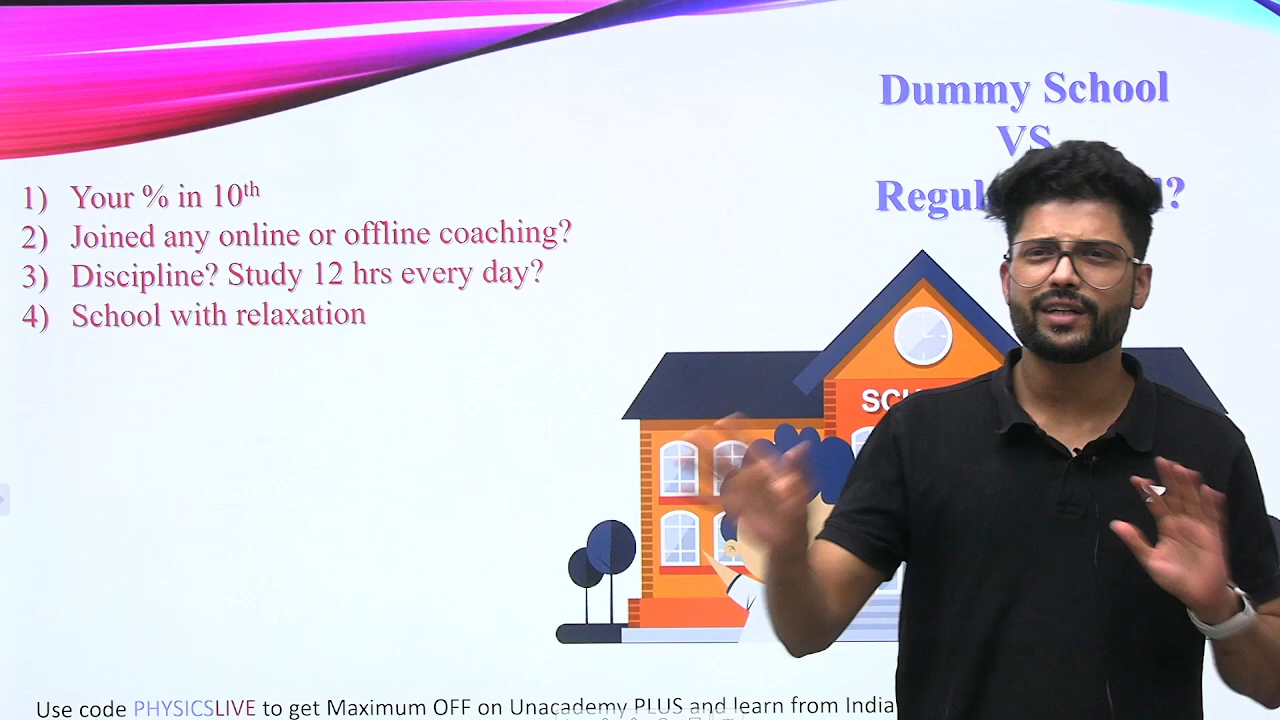 Dummy School
VS
1) Your % in 10th
2) Joined any online or offline coaching?
3) Discipline? Study 12 hrs every day?
4) School with relaxation
Use code PHYSICSLIVE to get Maximum OFF on Unacademy PLUS and learn from India